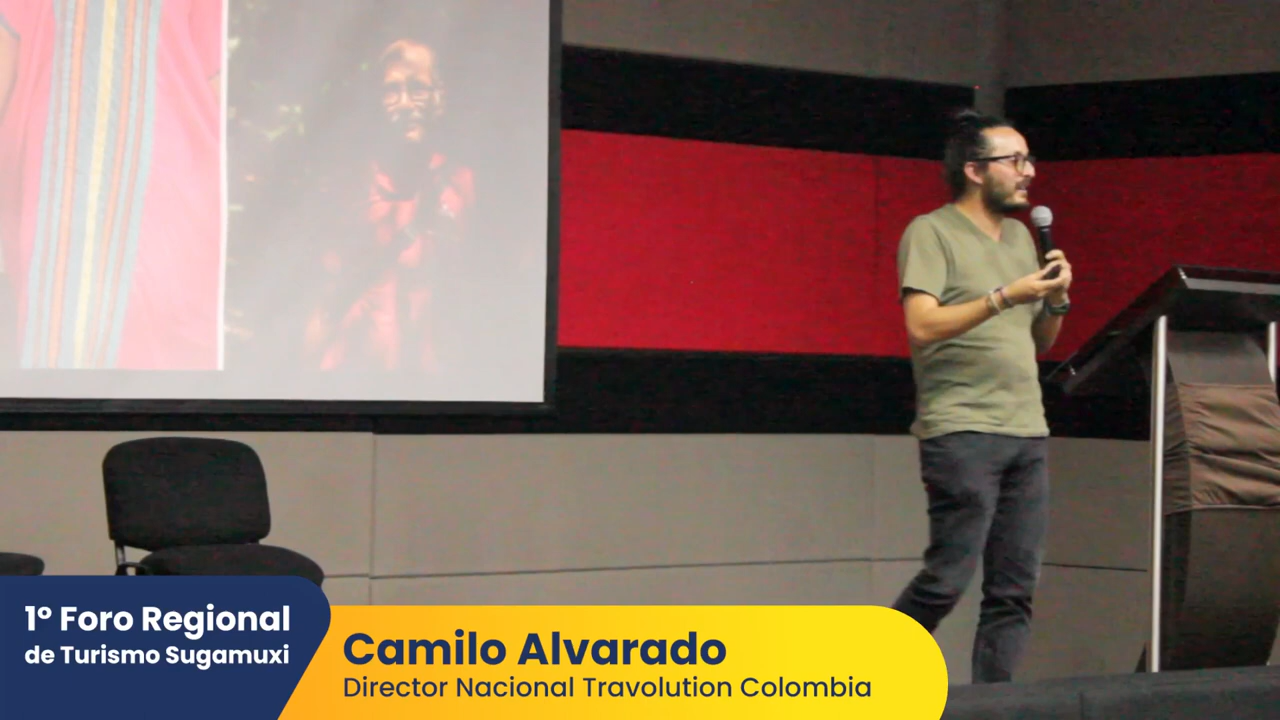 1º Foro Regional
de Turismo Sugamuxi
Camilo Alvarado
Director Nacional Travolution Colombia